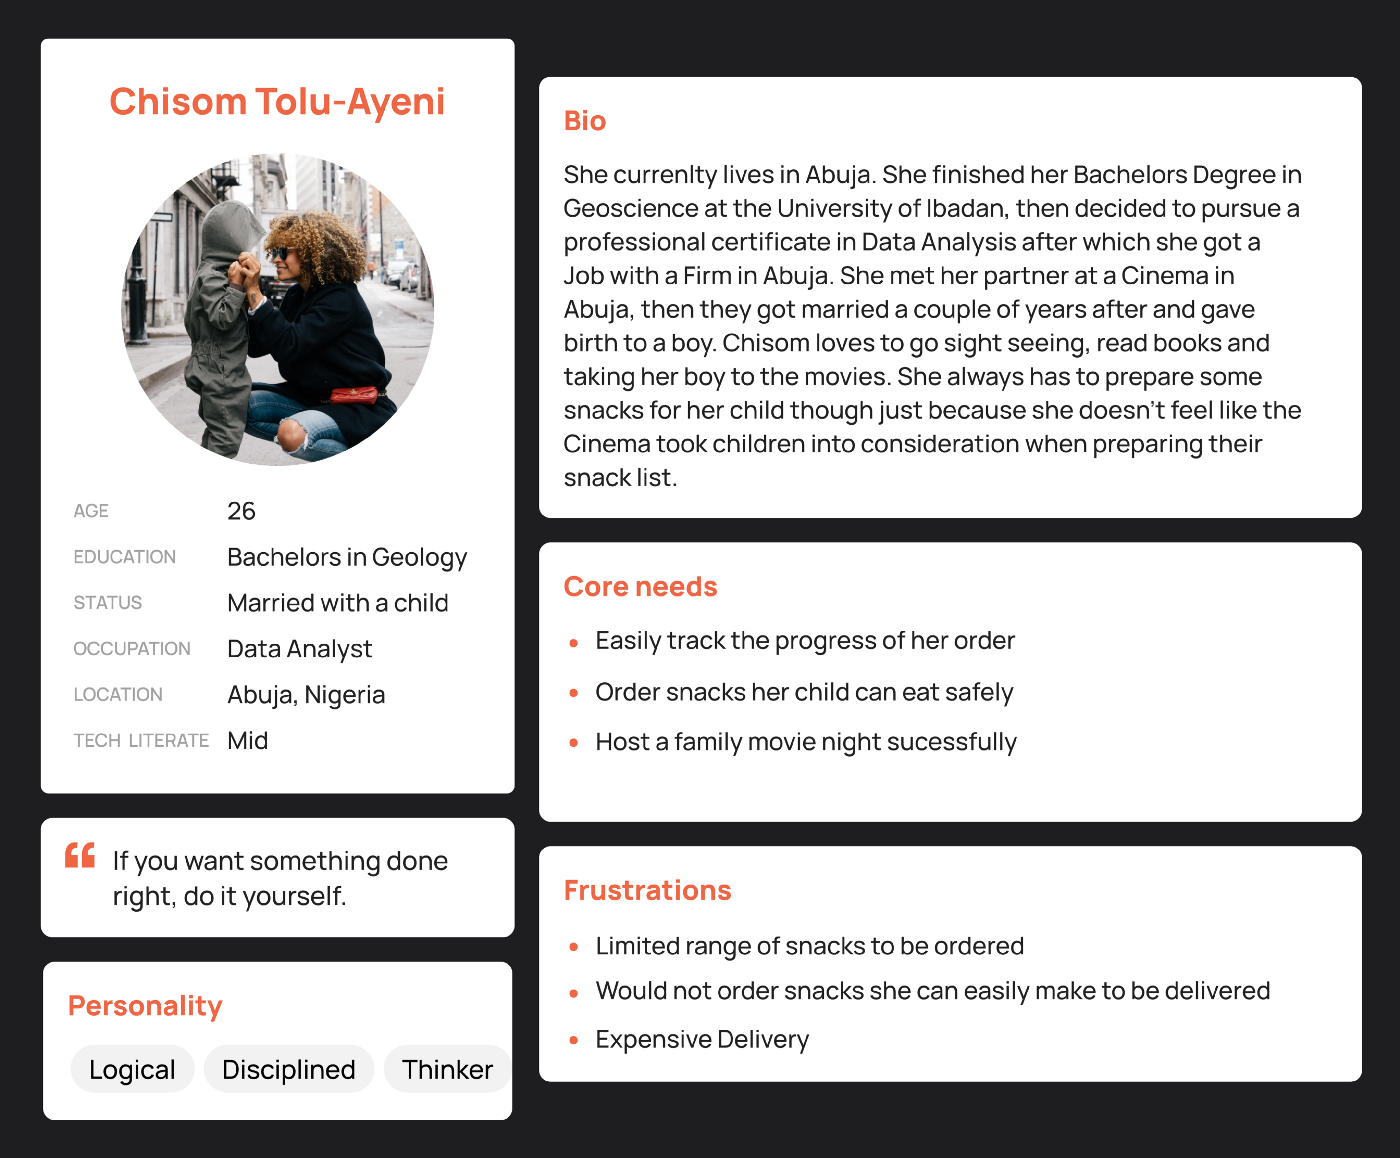 Chisom Tolu-Ayeni
AGE 26
EDUCATION Bachelors in Geology
STATUS Married with a child
OCCUPATION Data Analyst
LOCATION Abuja, Nigeria
TECH LITERATE Mid
If you want something done
right, do it yourself.
Personality
Logical Disciplined Thinker
Bio
She currenlty lives in Abuja. She finished her Bachelors Degree in
Geoscience at the University of Ibadan, then decided to pursue a
professional certificate in Data Analysis after which she got a
Job with a Firm in Abuja. She met her partner at a Cinema in
Abuja, then they got married a couple of years after and gave
birth to a boy. Chisom loves to go sight seeing, read books and
taking her boy to the movies. She always has to prepare some
snacks for her child though just because she doesn’t feel like the
Cinema took children into consideration when preparing their
snack list.
Core needs
• Easily track the progress of her order
• Order snacks her child can eat safely
• Host a family movie night sucessfully
Frustrations
• Limited range of snacks to be ordered
• Would not order snacks she can easily make to be delivered
• Expensive Delivery